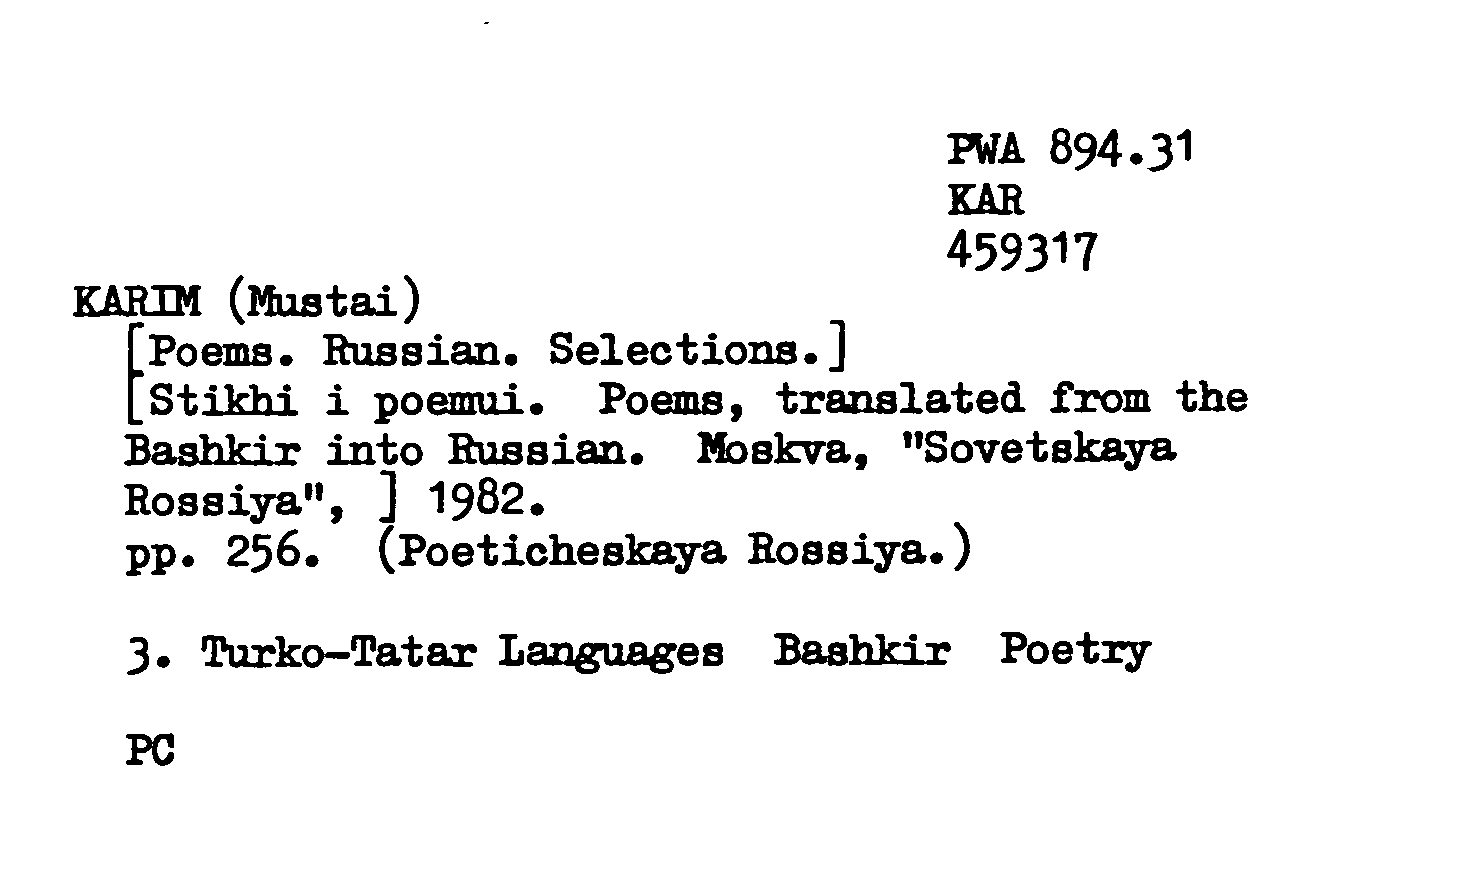 PWA 894.31
KAR
459317
KARIM (Mustai)
[Poems. Russian. Selections.]
[Stikhi i poemui. Poems, translated from the
Bashkir into Russian. Moskva, "Sovetskaya
Rossiya", ] 1982.
pp. 256. (Poeticheskaya Rossiya.)
3. Turko-Tatar Languages Bashkir Poetry
PC